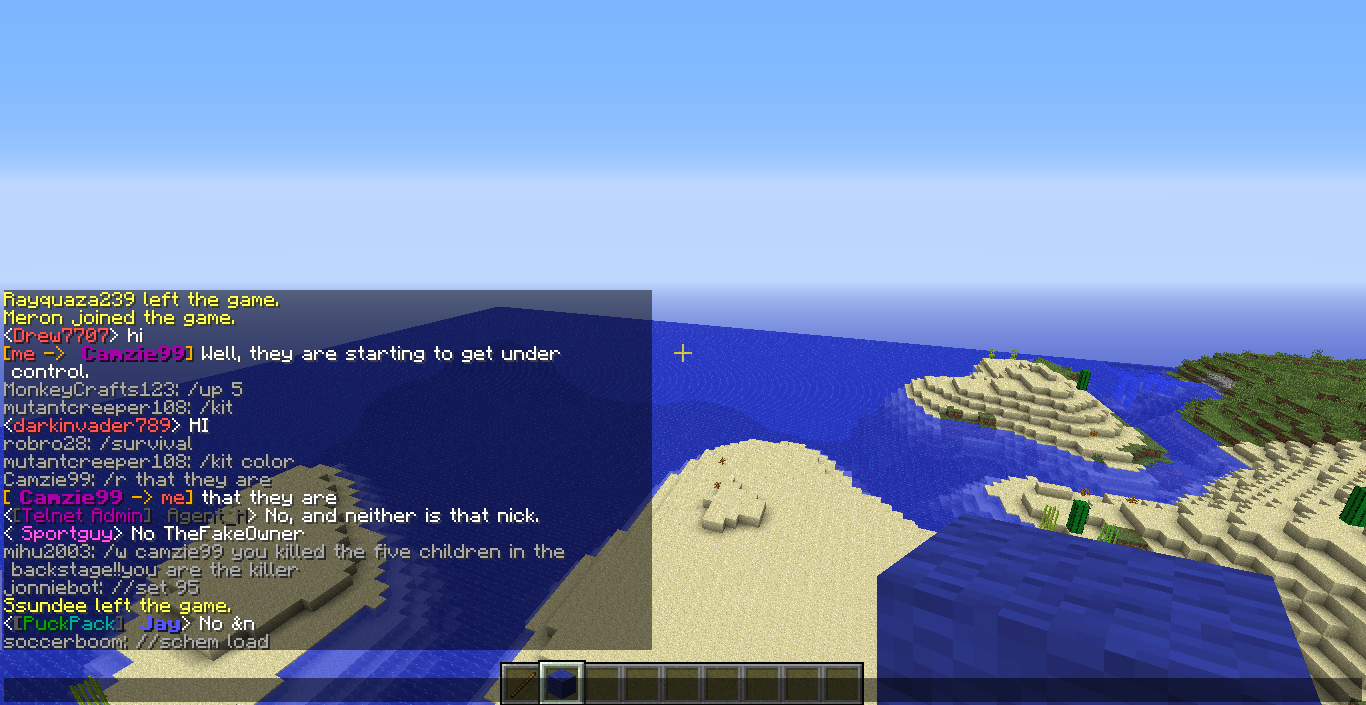 Rayquaza239 left the game.
Meron joined the game.
<Drew7707> hi
[me -> Camzie99] Well, they are starting to get under
control.
MonkeyCrafts123: /up 5
mutantcreeper108: /kit
<darkinvader789> HI
robro28: /survival
mutantcreeper108: /kit color
Camzie99: /r that they are
[ Camzie99 -> me] that they are
<[Telnet Admin] Agent_r> No, and neither is that nick.
< Sportguy> No TheFakeOwner
mihu2003: /w camzie99 you killed the five children in the
backstage!!you are the killer
jonniebot: //set 95
Ssundee left the game.
<[PuckPack] Jay> No &n
soccerboom: //schem load